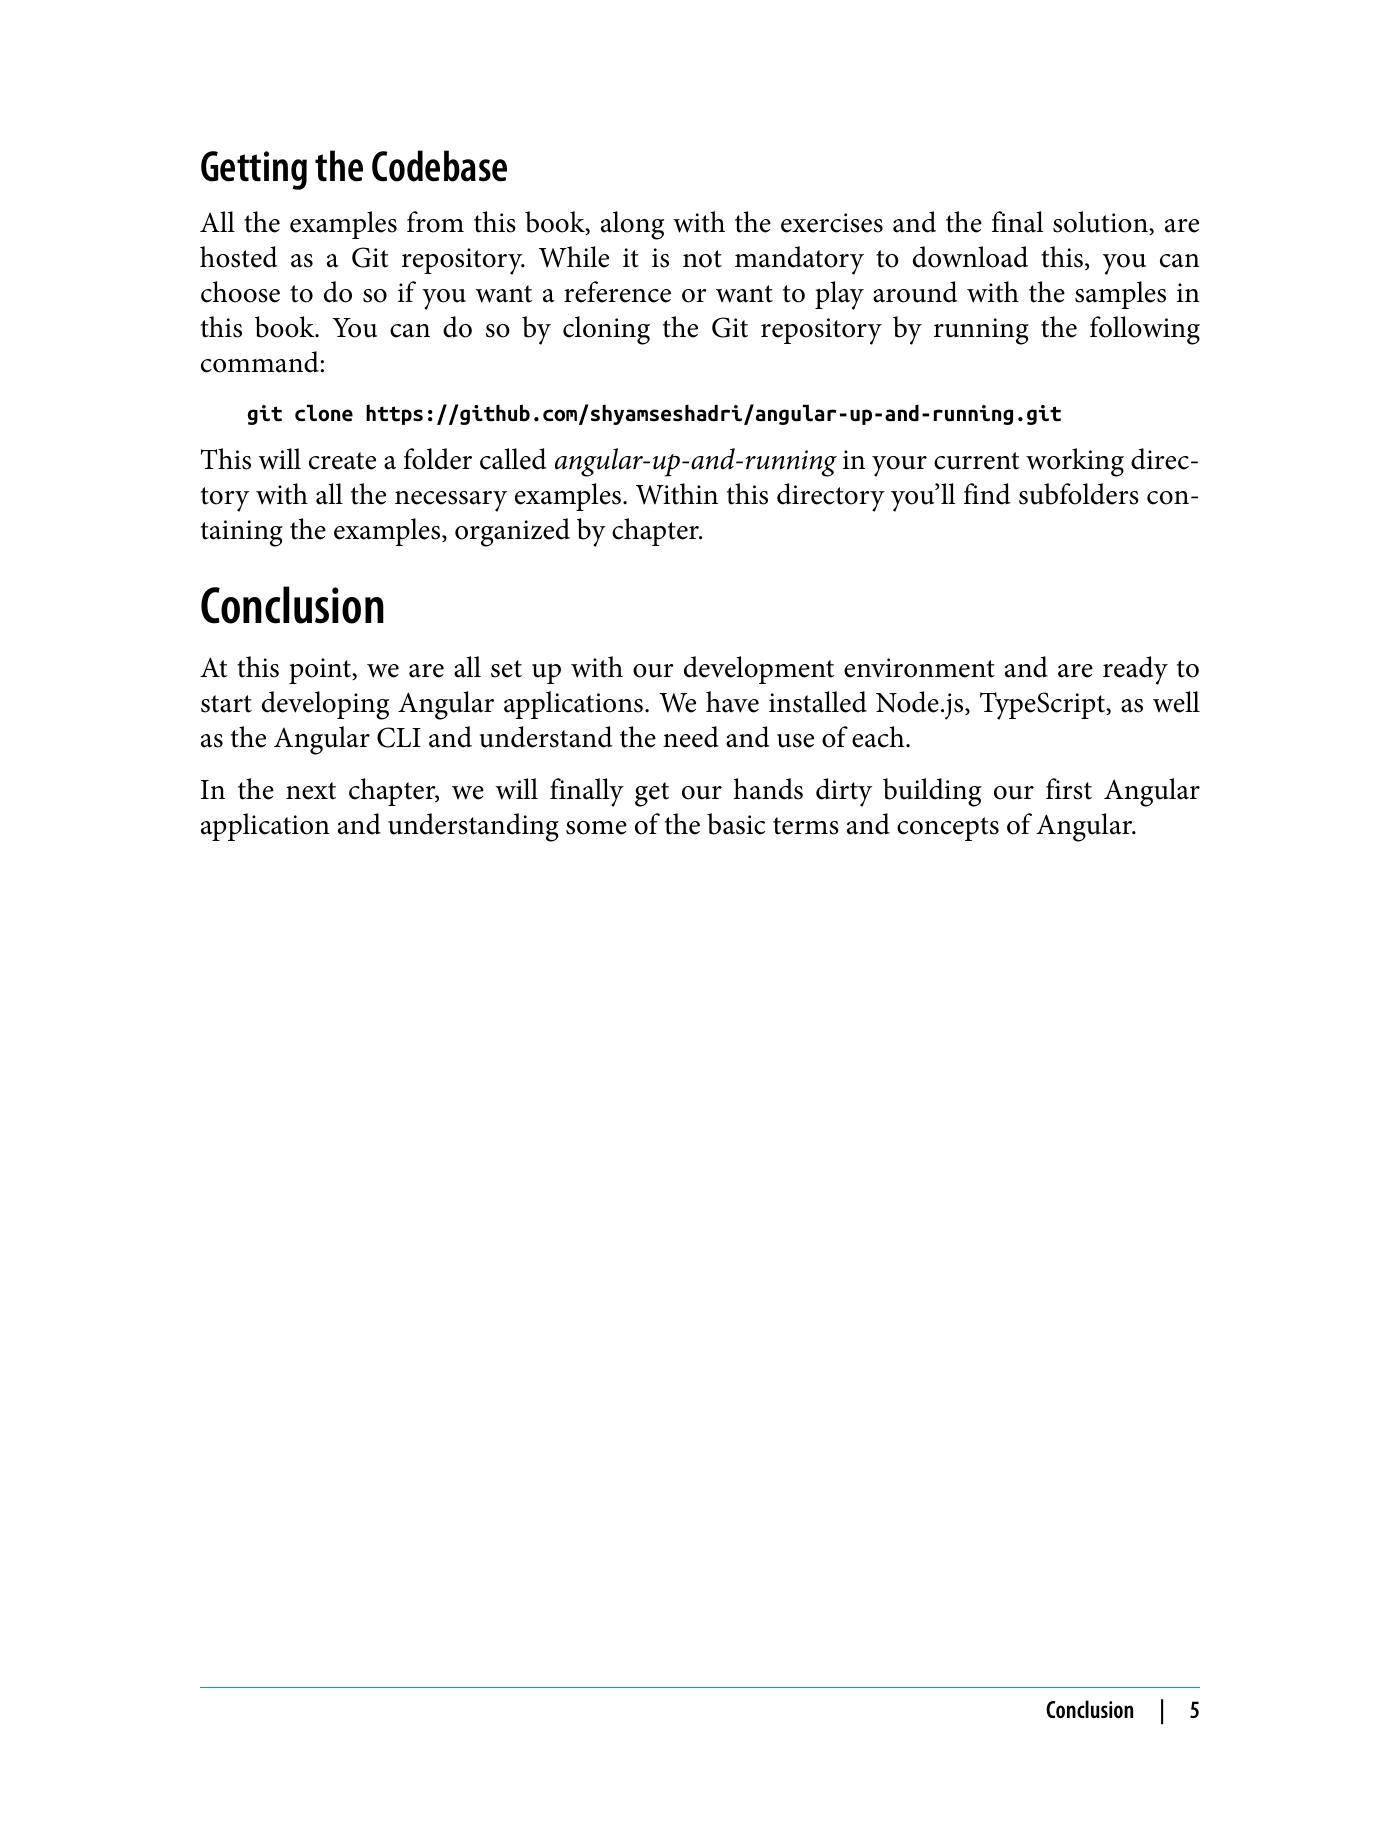 Getting the Codebase
All the examples from this book, along with the exercises and the final solution, are
hosted as a Git repository. While it is not mandatory to download this, you can
choose to do so if you want a reference or want to play around with the samples in
this book. You can do so by cloning the Git repository by running the following
command:
git clone https://github.com/shyamseshadri/angular-up-and-running.git
This will create a folder called angular-up-and-running in your current working direc-
tory with all the necessary examples. Within this directory you’ll find subfolders con-
taining the examples, organized by chapter.
Conclusion
At this point, we are all set up with our development environment and are ready to
start developing Angular applications. We have installed Node.js, TypeScript, as well
as the Angular CLI and understand the need and use of each.
In the next chapter, we will finally get our hands dirty building our first Angular
application and understanding some of the basic terms and concepts of Angular.
Conclusion | 5